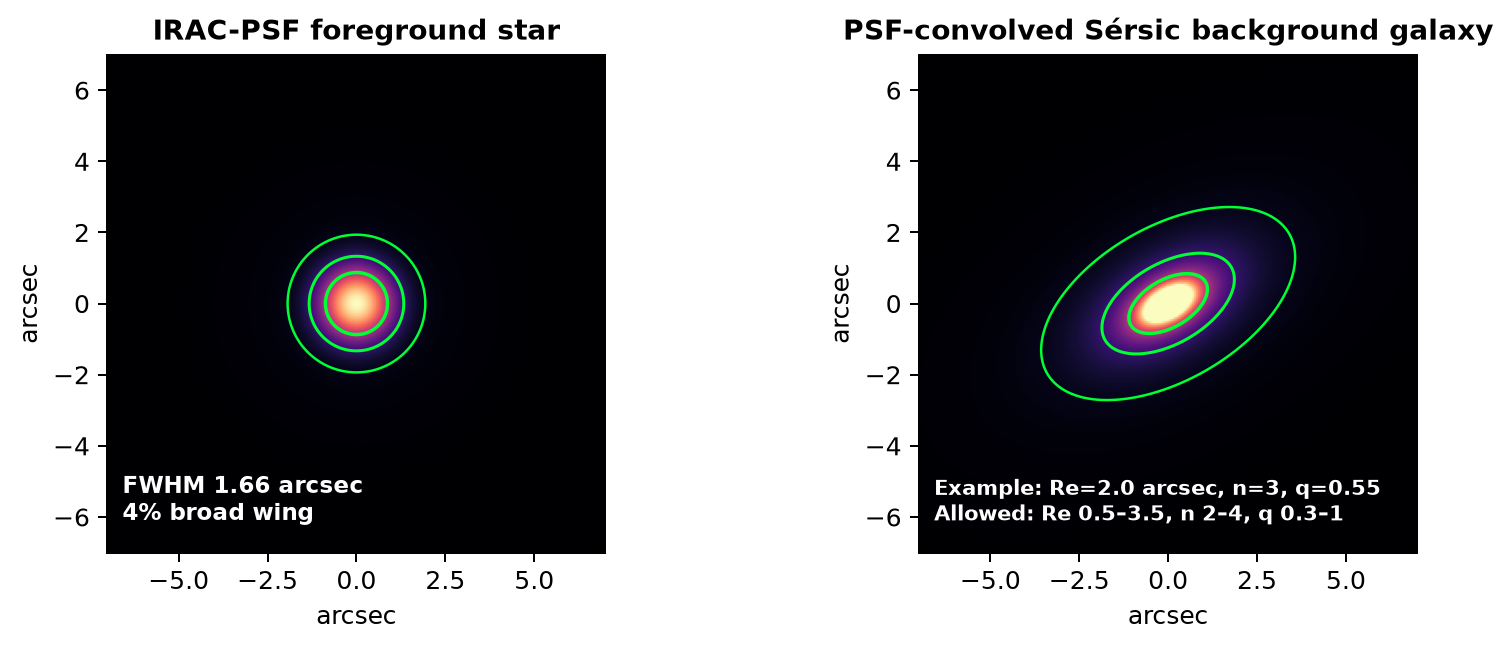 IRAC-PSF foreground star
6
4
2
0
−2
−4
−6
arcsec
FWHM 1.66 arcsec
4% broad wing
−5.0 −2.5 0.0 2.5 5.0
arcsec
PSF-convolved Sérsic background galaxy
6
4
2
0
−2
−4
−6
arcsec
Example: Re=2.0 arcsec, n=3, q=0.55
Allowed: Re 0.5–3.5, n 2–4, q 0.3–1
−5.0 −2.5 0.0 2.5 5.0
arcsec